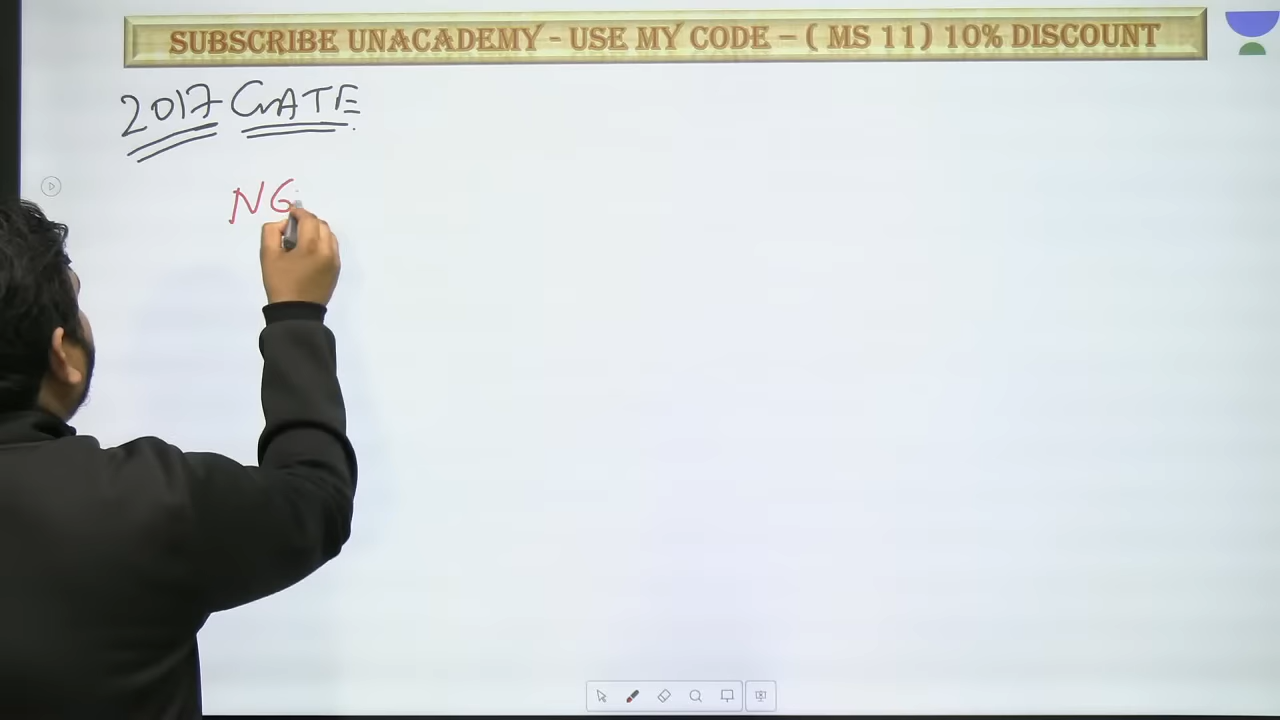 SUBSCRIBE UNACADEMY - USE MY CODE – ( MS 11) 10% DISCOUNT
2017 GATE
NG